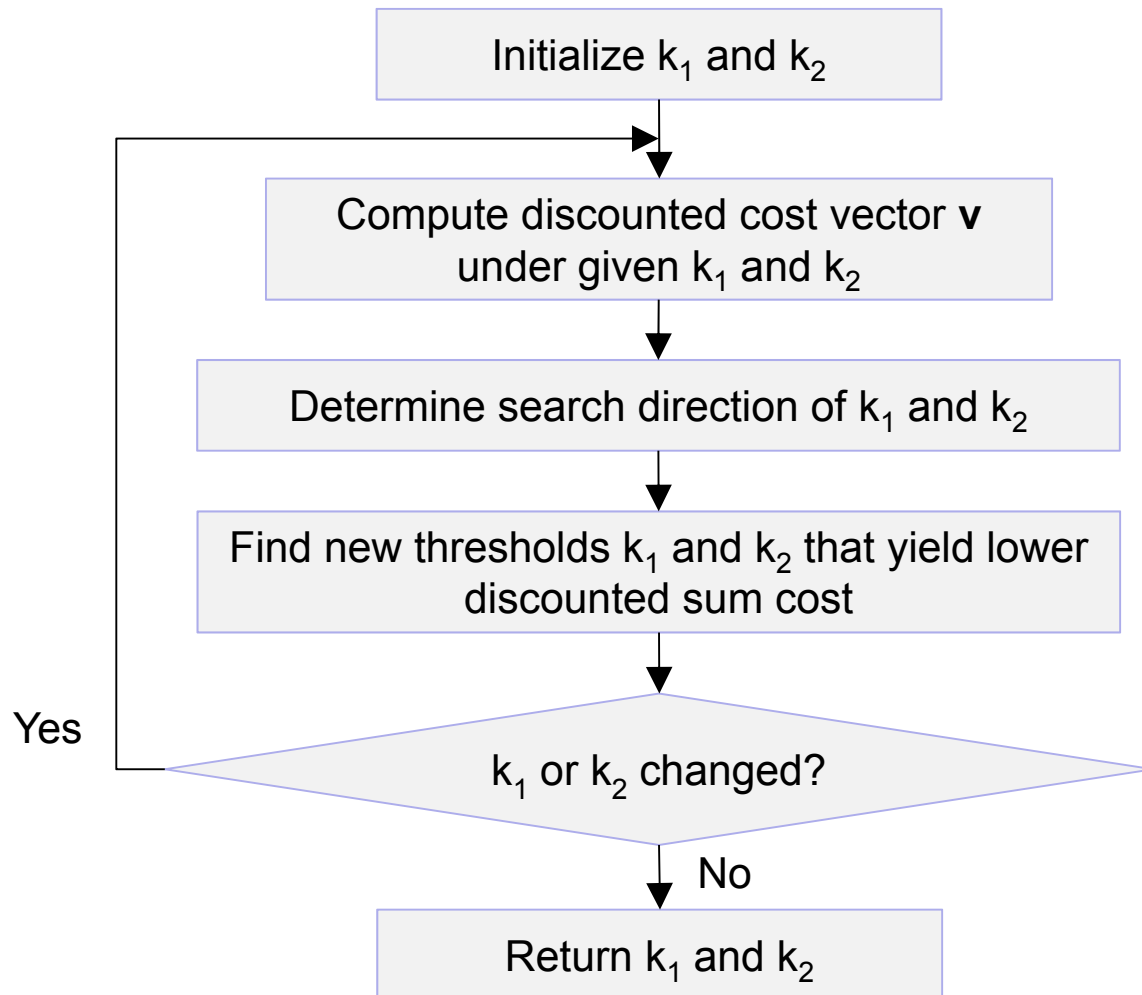 Initialize k₁ and k₂
Compute discounted cost vector v
under given k₁ and k₂
Determine search direction of k₁ and k₂
Find new thresholds k₁ and k₂ that yield lower
discounted sum cost
Yes
k₁ or k₂ changed?
No
Return k₁ and k₂